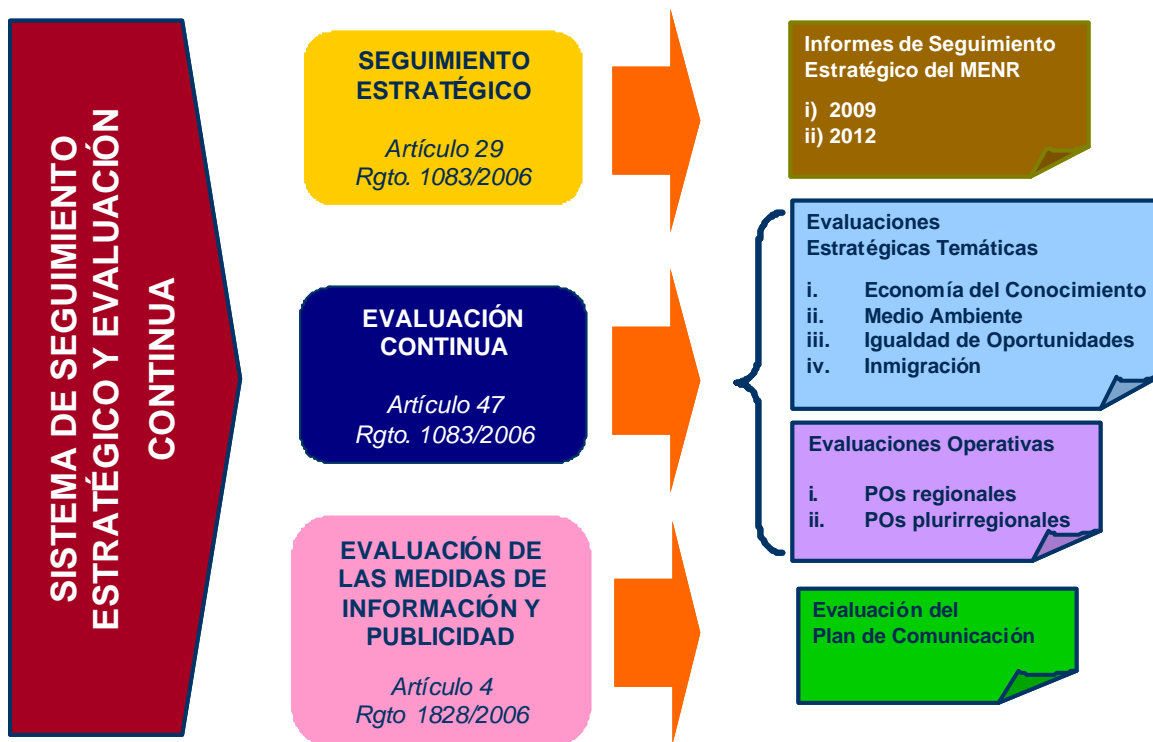 SISTEMA DE SEGUIMIENTO
ESTRATÉGICO Y EVALUACIÓN
CONTINUA
SEGUIMIENTO
ESTRATÉGICO
Artículo 29
Rgto. 1083/2006
Informes de Seguimiento
Estratégico del MENR
i) 2009
ii) 2012
EVALUACIÓN
CONTINUA
Artículo 47
Rgto. 1083/2006
Evaluaciones
Estratégicas Temáticas
i. Economía del Conocimiento
ii. Medio Ambiente
iii. Igualdad de Oportunidades
iv. Inmigración
Evaluaciones Operativas
i. POs regionales
ii. POs plurirregionales
EVALUACIÓN DE
LAS MEDIDAS DE
INFORMACIÓN Y
PUBLICIDAD
Artículo 4
Rgto 1828/2006
Evaluación del
Plan de Comunicación